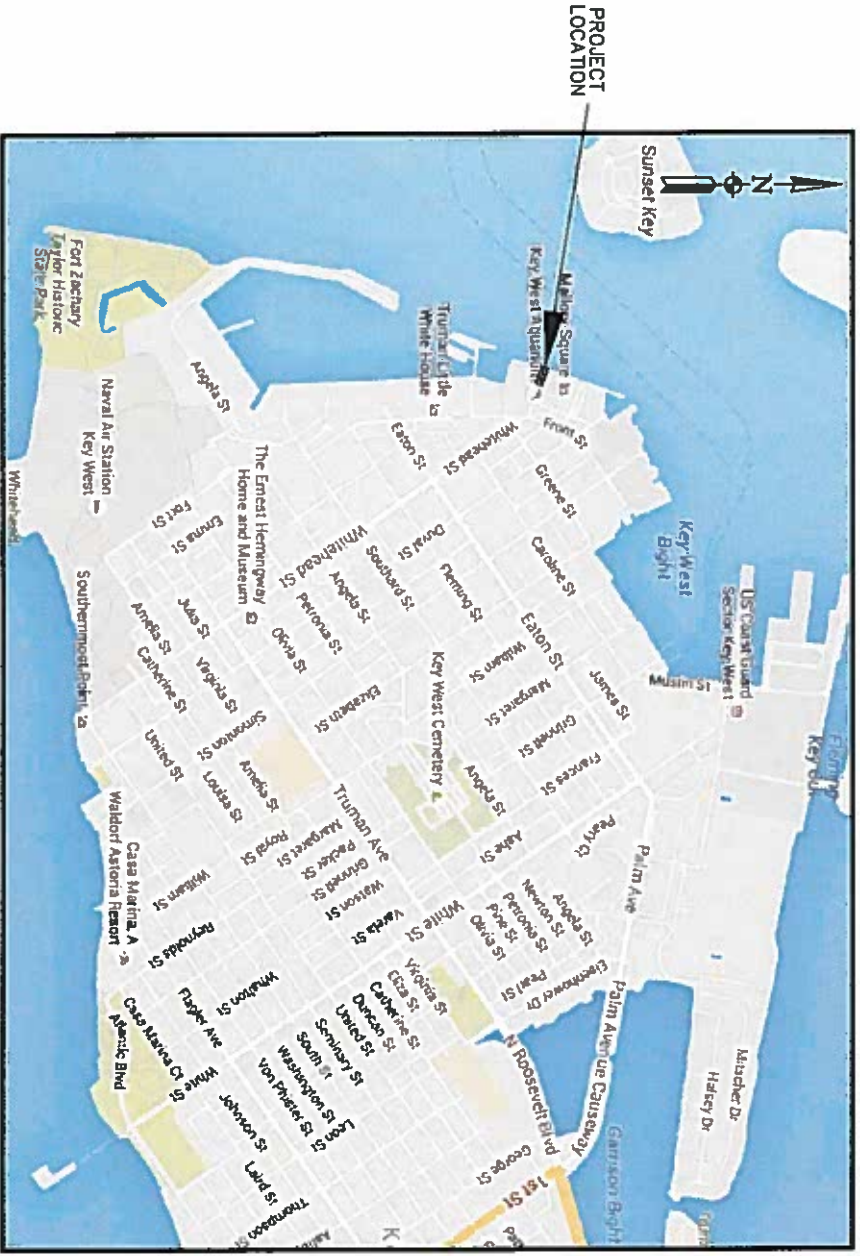 PROJECT
LOCATION
N
Sunset Key
Mallory Square
Key West Aquarium
Truman Little
White House
Fort Zachary
Taylor Historic
State Park
Naval Air Station
Key West
Angela St
The Ernest Hemingway
Home and Museum
Whitehead
Southernmost Point
Casa Marina, A
Waldorf Astoria Resort
Key West
Bight
US Coast Guard
Sector Key West
Key West Cemetery
Front St
Whitehead St
Eaton St
Greene St
Caroline St
Duval St
Fleming St
Southard St
Whitehead St
Angela St
Petronia St
Olivia St
Fort St
Emma St
Julia St
Amelia St
Virginia St
Catherine St
United St
Simonton St
Louisa St
Amelia St
Elizabeth St
Eaton St
William St
Margaret St
Grinnell St
Frances St
James St
Angela St
Ashe St
Peary Ct
Palm Ave
Truman Ave
Royal St
Margaret St
Packer St
Grinnell St
Watson St
Varela St
White St
William St
Reynolds St
Whalton St
Flagler Ave
Casa Marina Ct
Atlantic Blvd
White St
Johnson St
Laird St
Thompson
Angela St
Newton St
Petronia St
Pine St
Olivia St
Pearl St
Eisenhower Dr
Virginia St
Eliza St
Catherine St
Duncan St
United St
Seminary St
South St
Washington St
Von Phister St
Leon St
N Roosevelt Blvd
Palm Avenue Causeway
Garrison Bight
George St
1st St
Mitscher Dr
Halsey Dr
K